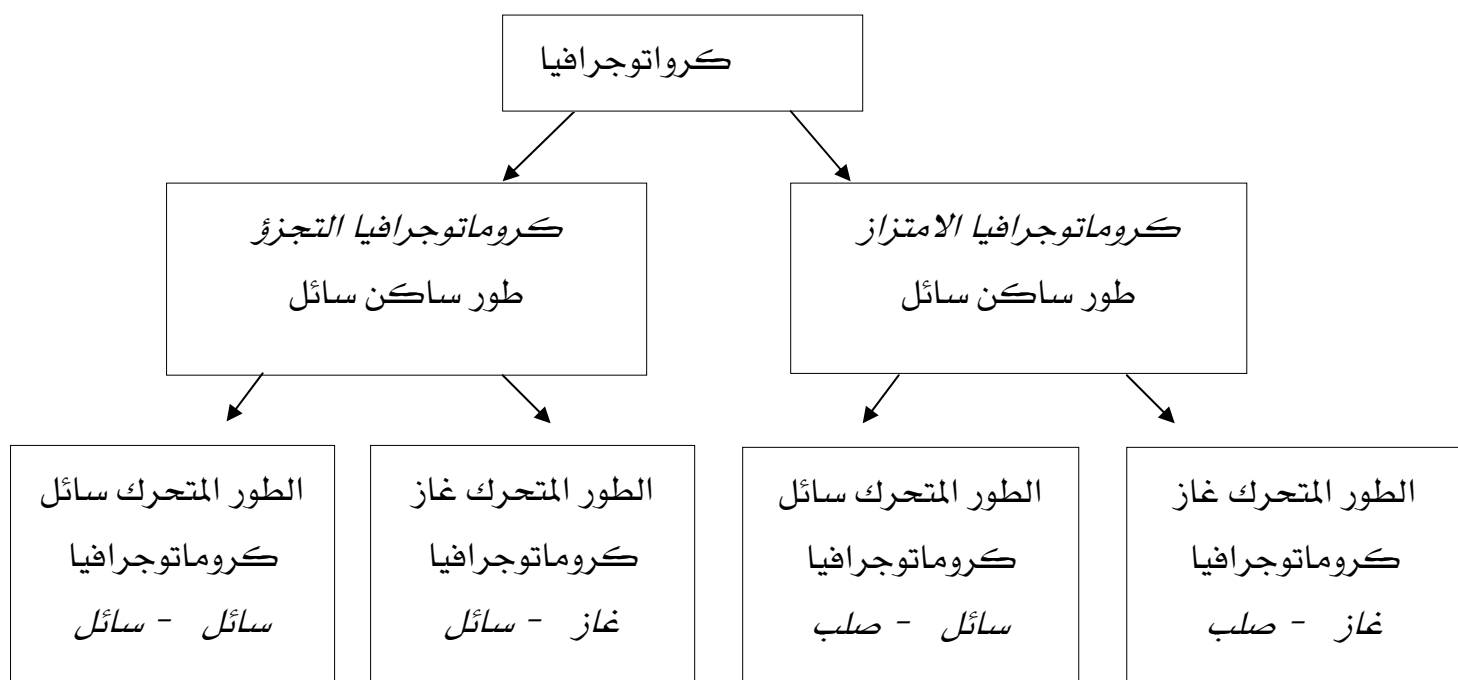 كرواتوجرافيا
كروماتوجرافيا الامتزاز
طور ساكن سائل
كروماتوجرافيا التجزؤ
طور ساكن سائل
الطور المتحرك غاز
كروماتوجرافيا
غاز - صلب
الطور المتحرك سائل
كروماتوجرافيا
سائل - صلب
الطور المتحرك غاز
كروماتوجرافيا
غاز - سائل
الطور المتحرك سائل
كروماتوجرافيا
سائل - سائل